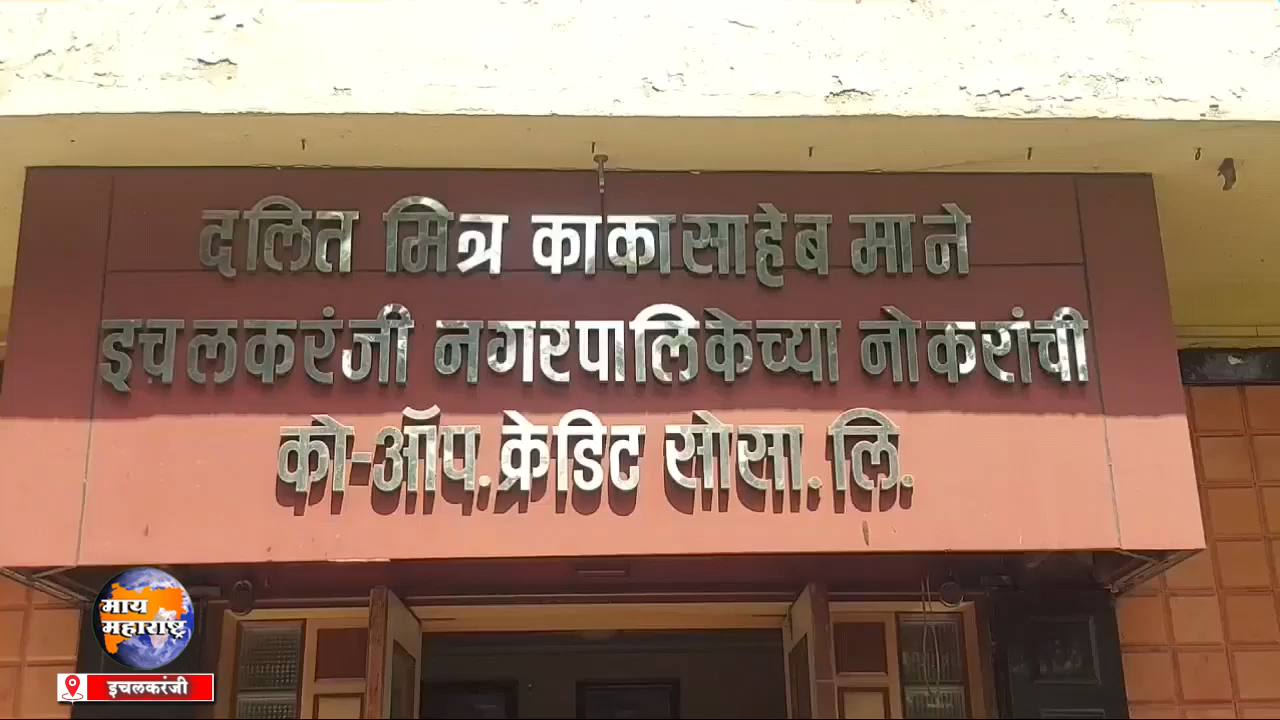 दलित मित्र काकासाहेब माने
इचलकरंजी नगरपालिकेच्या नोकरांची
को-ऑप.क्रेडिट सोसा.लि.
माय
महाराष्ट्र
इचलकरंजी